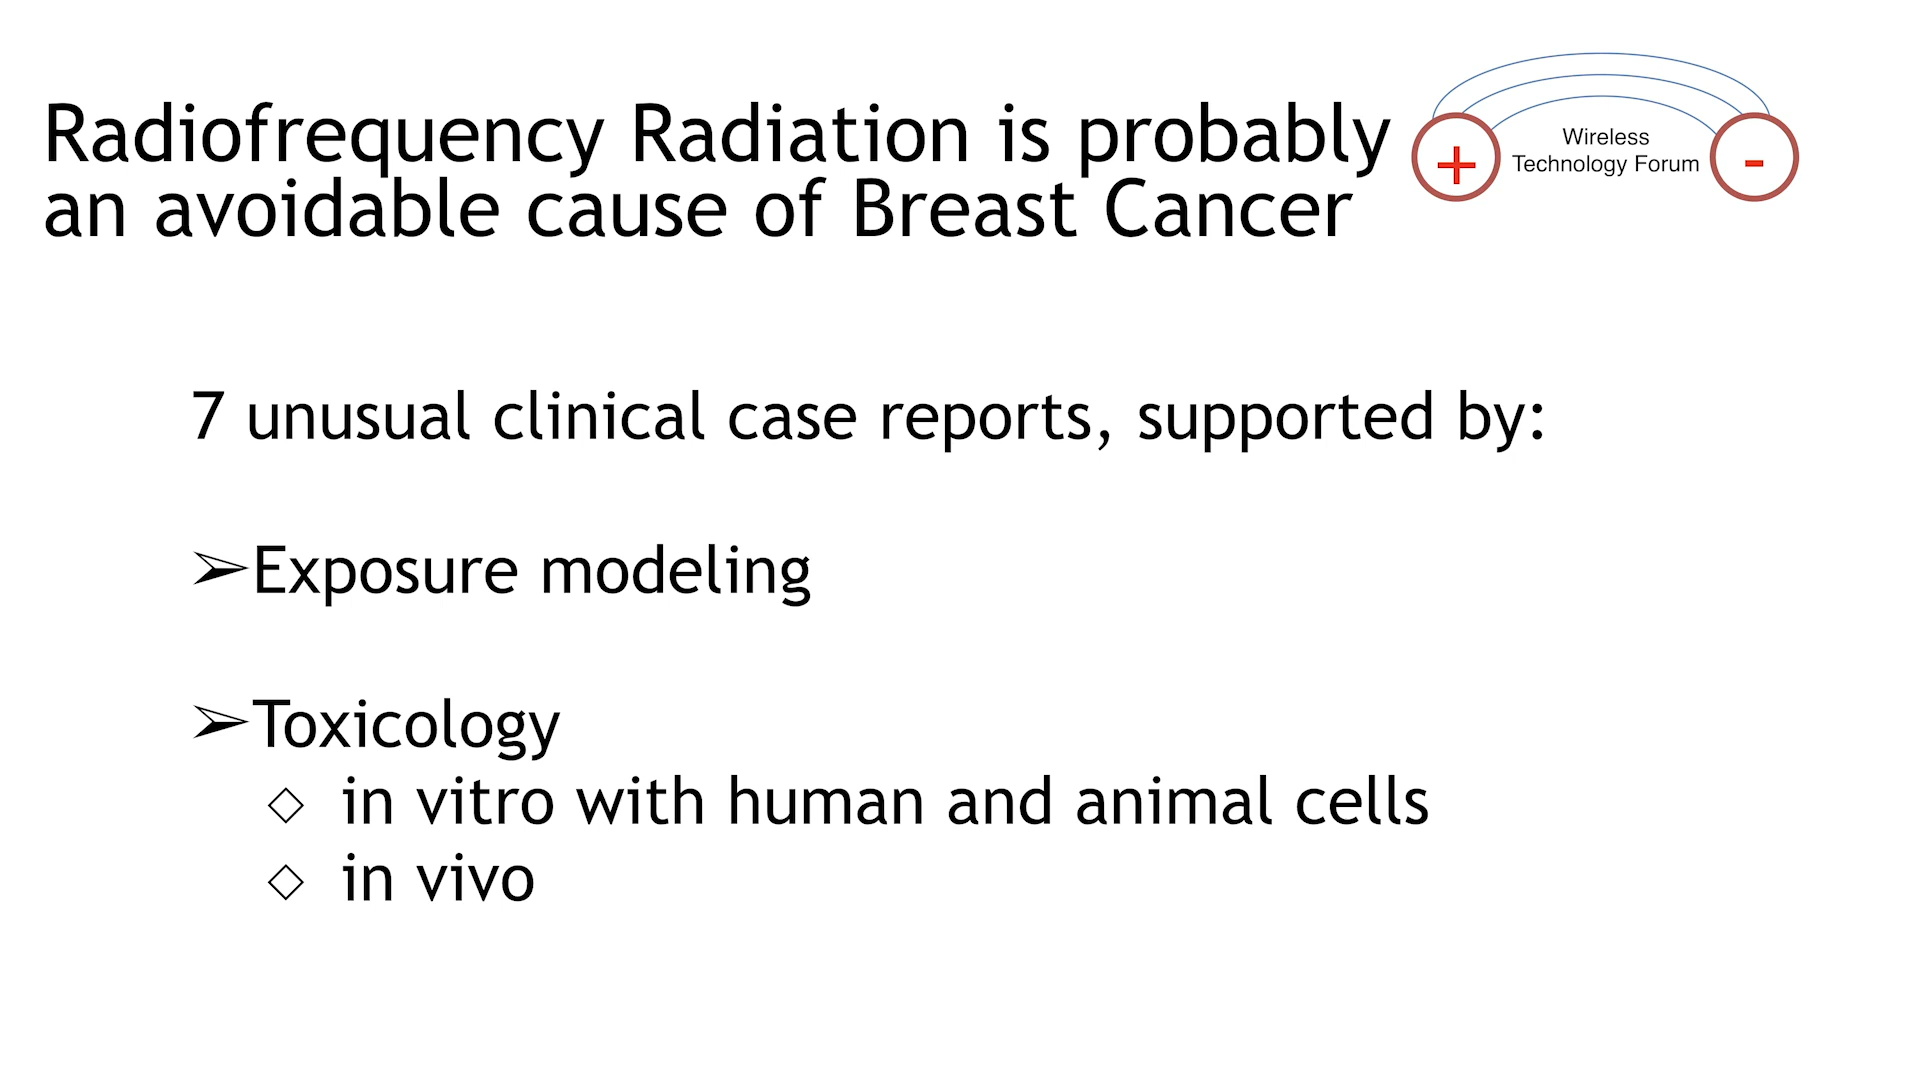 Radiofrequency Radiation is probably
an avoidable cause of Breast Cancer
+
Wireless
Technology Forum
-
7 unusual clinical case reports, supported by:
➢Exposure modeling
➢Toxicology
◇ in vitro with human and animal cells
◇ in vivo